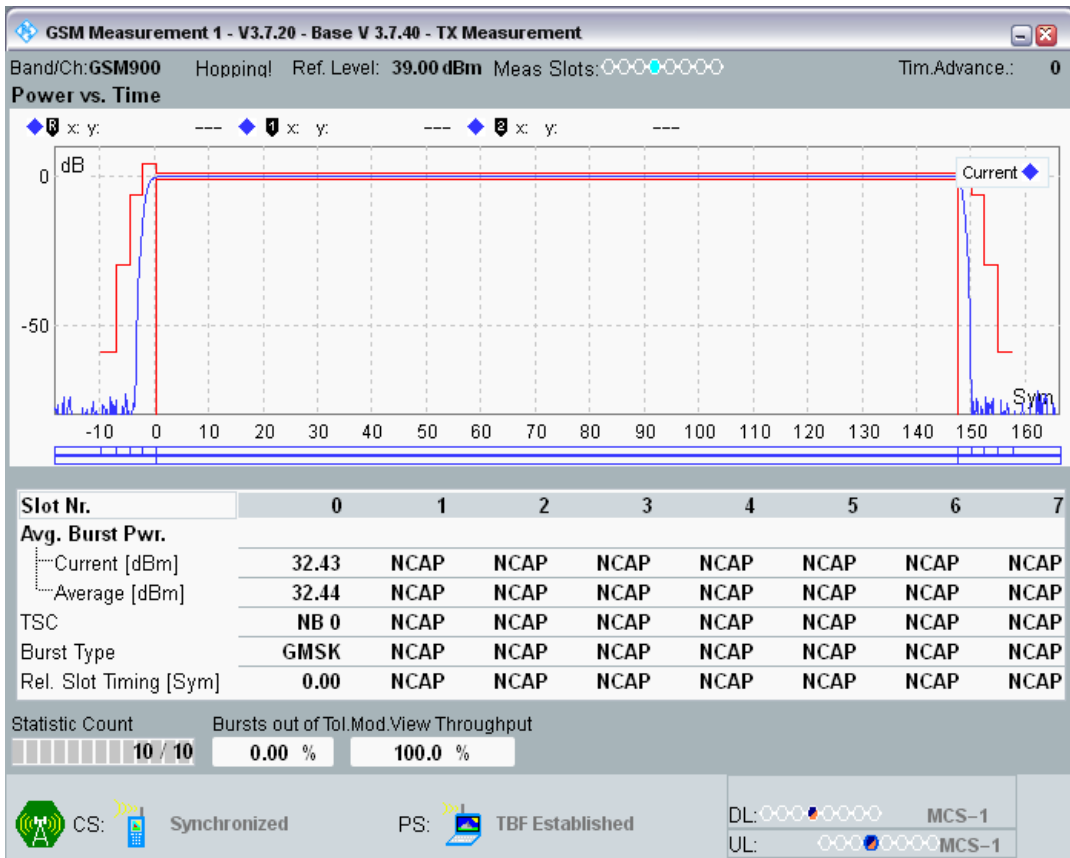 GSM Measurement 1 - V3.7.20 - Base V 3.7.40 - TX Measurement
Band/Ch:GSM900 Hopping! Ref. Level: 39.00 dBm Meas Slots: Tim.Advance.: 0
Power vs. Time
R x: y: --- 1 x: y: --- 2 x: y: ---
dB
Current
0
-50
Sym
-10 0 10 20 30 40 50 60 70 80 90 100 110 120 130 140 150 160
Slot Nr. 0 1 2 3 4 5 6 7
Avg. Burst Pwr.
Current [dBm] 32.43 NCAP NCAP NCAP NCAP NCAP NCAP NCAP
Average [dBm] 32.44 NCAP NCAP NCAP NCAP NCAP NCAP NCAP
TSC NB 0 NCAP NCAP NCAP NCAP NCAP NCAP NCAP
Burst Type GMSK NCAP NCAP NCAP NCAP NCAP NCAP NCAP
Rel. Slot Timing [Sym] 0.00 NCAP NCAP NCAP NCAP NCAP NCAP NCAP
Statistic Count Bursts out of Tol.Mod.View Throughput
10 / 10 0.00 % 100.0 %
CS: Synchronized PS: TBF Established
DL: MCS-1
UL: MCS-1